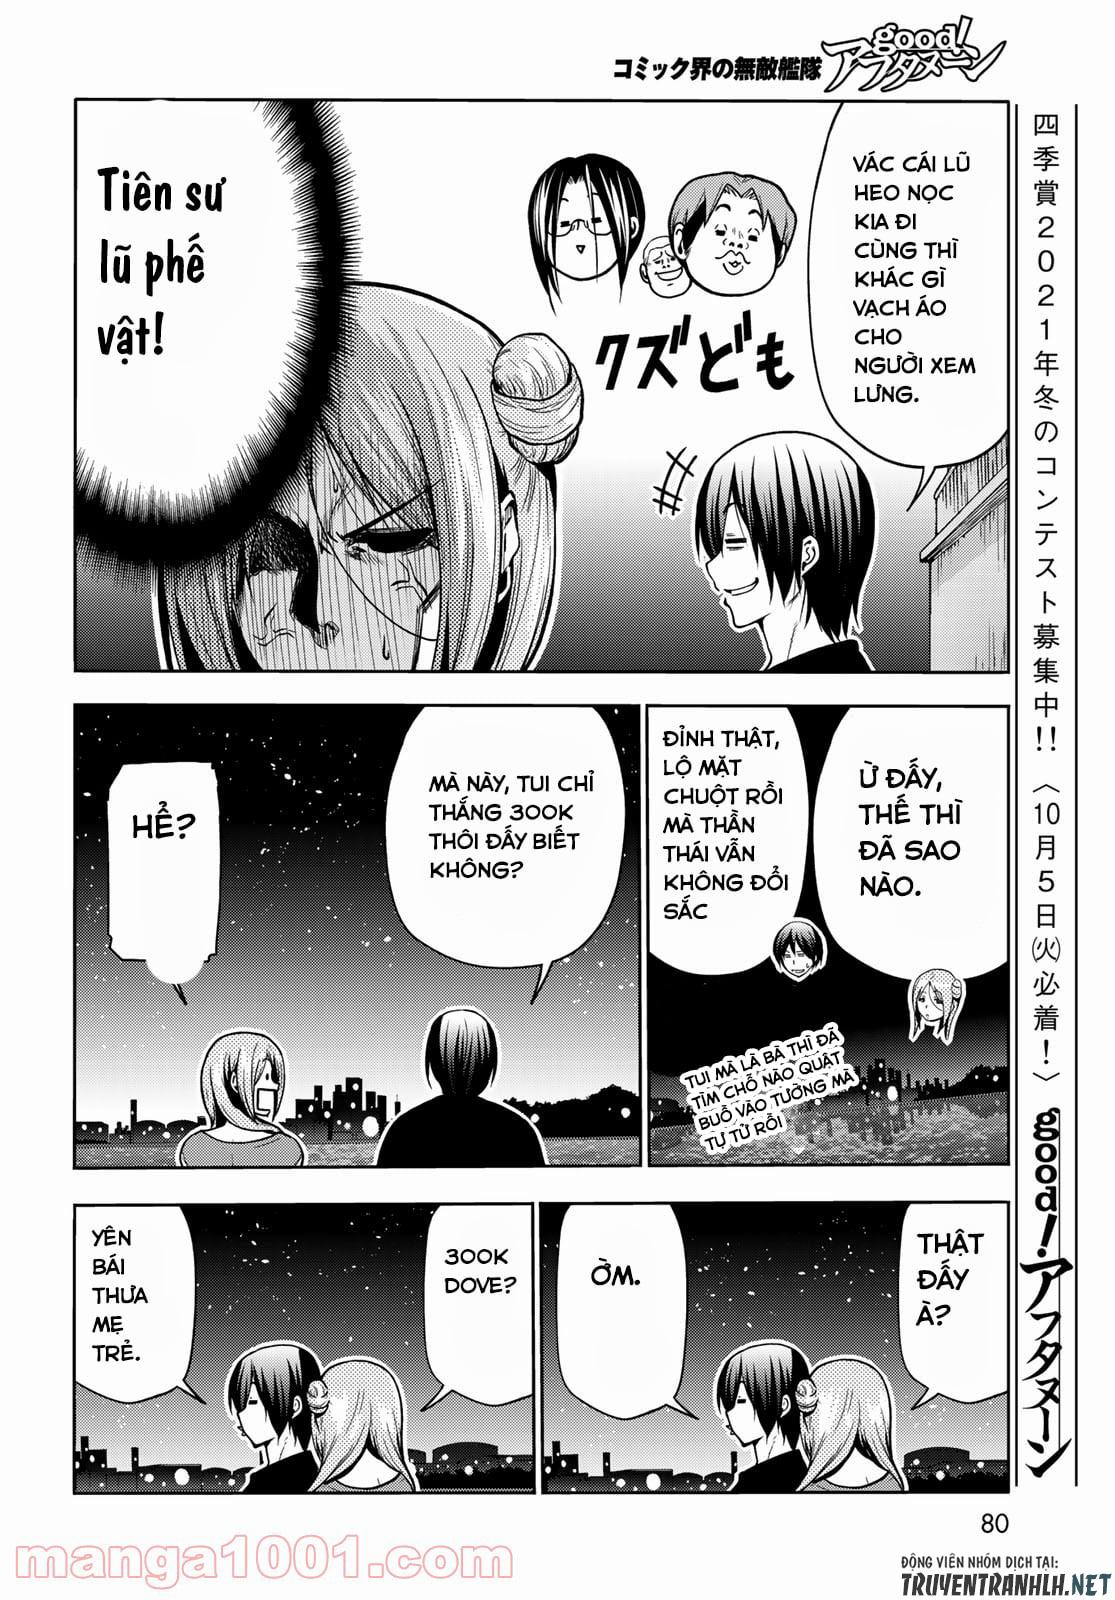 コミック界の無敵艦隊
good!
アフタヌーン
VÁC CÁI LŨ
HEO NỌC
KIA ĐI
CÙNG THÌ
KHÁC GÌ
VẠCH ÁO
CHO
NGƯỜI XEM
LƯNG.
クズども
Tiên sư
lũ phế
vật!
Ừ ĐẤY,
THẾ THÌ
ĐÃ SAO
NÀO.
ĐỈNH THẬT,
LỘ MẶT
CHUỘT RỒI
MÀ THẦN
THÁI VẪN
KHÔNG ĐỔI
SẮC
TUI MÀ LÀ BÀ THÌ ĐÃ
TÌM CHỖ NÀO QUẬT
BUỒ VÀO TƯỜNG MÀ
TỰ TỪ RỒI
MÀ NÀY, TUI CHỈ
THẮNG 300K
THÔI ĐẤY BIẾT
KHÔNG?
HỂ?
THẬT
ĐẤY
À?
ỜM.
300K
DOVE?
YÊN
BÁI
THƯA
MẸ
TRẺ.
四季賞2021年冬のコンテスト募集中!!〈10月5日㈫必着！〉
good!アフタヌーン
80
manga1001.com
ĐỘNG VIÊN NHÓM DỊCH TẠI:
TRUYENTRANHLH.NET